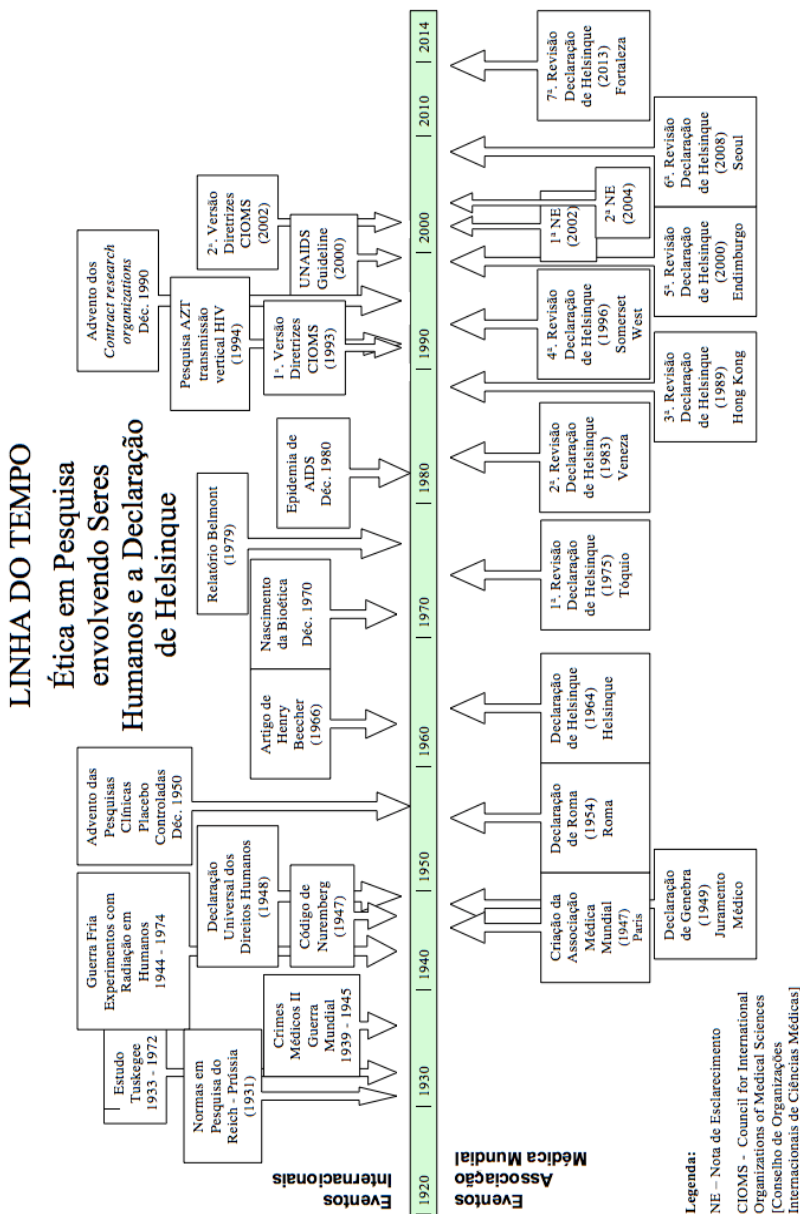 LINHA DO TEMPO
Ética em Pesquisa
envolvendo Seres
Humanos e a Declaração
de Helsinque
Eventos
Internacionais
Estudo
Tuskegee
1933 - 1972
Normas em
Pesquisa do
Reich - Prússia
(1931)
Crimes
Médicos II
Guerra
Mundial
1939 - 1945
Guerra Fria
Experimentos com
Radiação em
Humanos
1944 - 1974
Declaração
Universal dos
Direitos Humanos
(1948)
Código de
Nuremberg
(1947)
Advento das
Pesquisas
Clínicas
Placebo
Controladas
Déc. 1950
Artigo de
Henry
Beecher
(1966)
Nascimento
da Bioética
Déc. 1970
Relatório Belmont
(1979)
Epidemia de
AIDS
Déc. 1980
Advento dos
Contract research
organizations
Déc. 1990
Pesquisa AZT
transmissão
vertical HIV
(1994)
1ª. Versão
Diretrizes
CIOMS
(1993)
UNAIDS
Guideline
(2000)
2ª. Versão
Diretrizes
CIOMS
(2002)
| 1920 | 1930 | 1940 | 1950 | 1960 | 1970 | 1980 | 1990 | 2000 | 2010 | 2014
Eventos
Associação
Médica Mundial
Criação da
Associação
Médica
Mundial
(1947)
Paris
Declaração
de Genebra
(1949)
Juramento
Médico
Declaração
de Roma
(1954)
Roma
Declaração
de Helsinque
(1964)
Helsinque
1ª. Revisão
Declaração
de Helsinque
(1975)
Tóquio
2ª. Revisão
Declaração
de Helsinque
(1983)
Veneza
3ª. Revisão
Declaração
de Helsinque
(1989)
Hong Kong
4ª. Revisão
Declaração
de Helsinque
(1996)
Somerset
West
5ª. Revisão
Declaração
de Helsinque
(2000)
Endimburgo
1ª NE
(2002)
2ª NE
(2004)
6ª. Revisão
Declaração
de Helsinque
(2008)
Seoul
7ª. Revisão
Declaração
de Helsinque
(2013)
Fortaleza
Legenda:
NE – Nota de Esclarecimento
CIOMS - Council for International
Organizations of Medical Sciences
[Conselho de Organizações
Internacionais de Ciências Médicas]